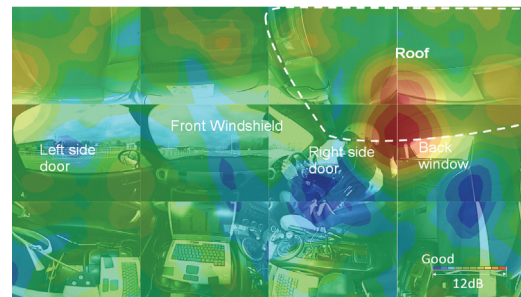 Roof
Front Windshield
Left side
door
Right side
door
Back
window
Good
12dB